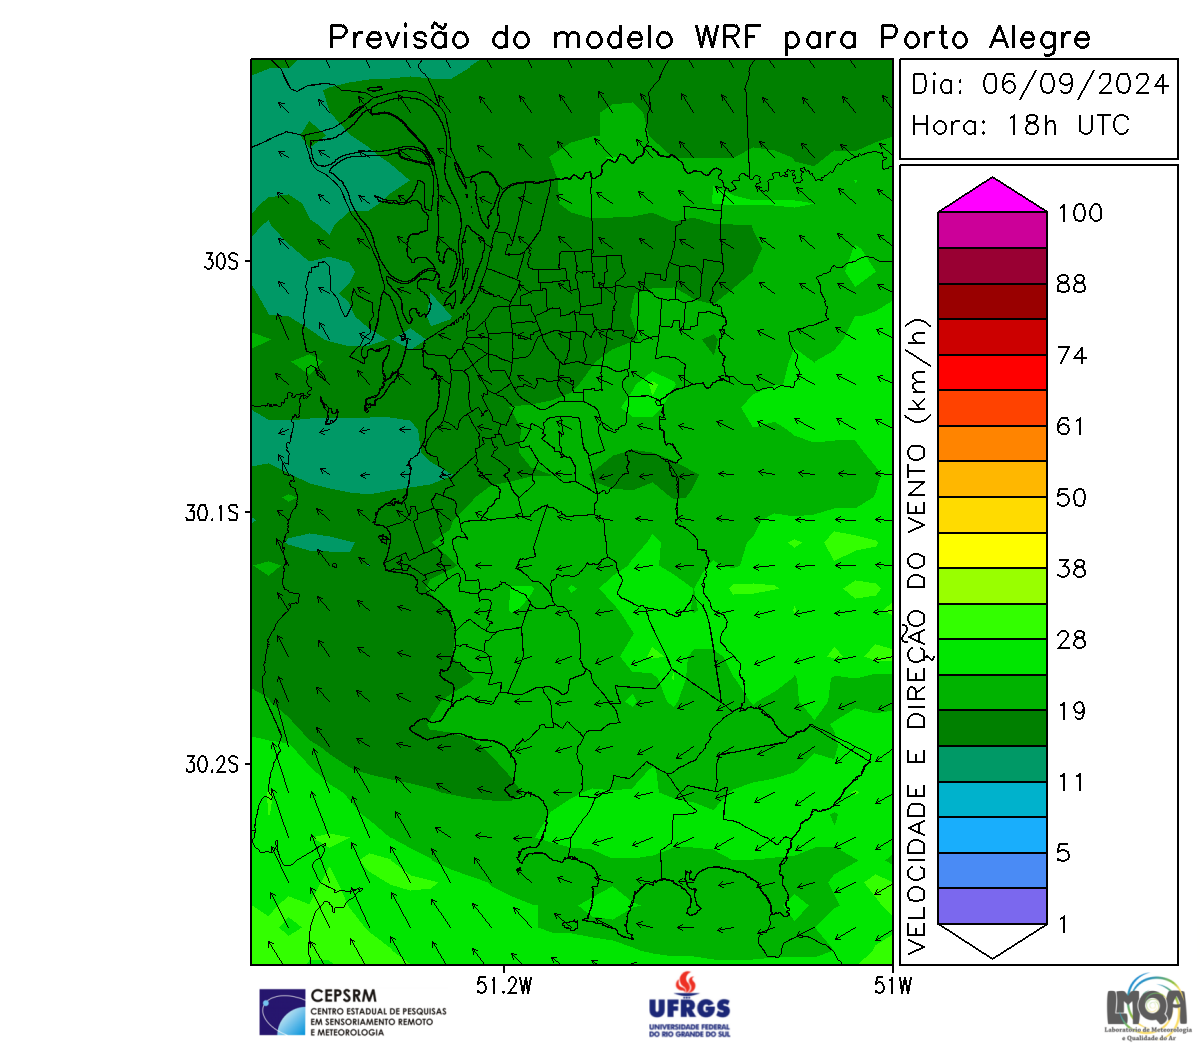 Previsão do modelo WRF para Porto Alegre
Dia: 06/09/2024
Hora: 18h UTC
100
88
74
61
50
38
28
19
11
5
1
VELOCIDADE E DIREÇÃO DO VENTO (km/h)
30S
30.1S
30.2S
51.2W
51W
CEPSRM
CENTRO ESTADUAL DE PESQUISAS
EM SENSORIAMENTO REMOTO
E METEOROLOGIA
UFRGS
UNIVERSIDADE FEDERAL
DO RIO GRANDE DO SUL
LMQA
Laboratório de Meteorologia
e Qualidade do Ar